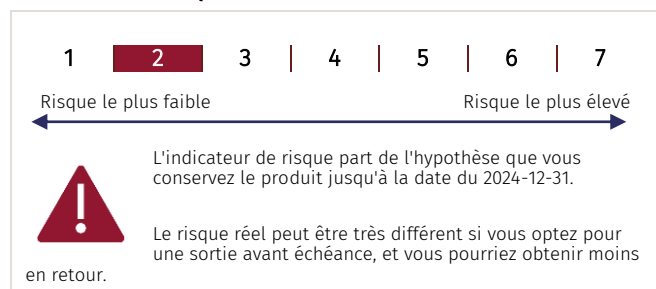 1 2 3 4 5 6 7
Risque le plus faible Risque le plus élevé
L'indicateur de risque part de l'hypothèse que vous
conservez le produit jusqu'à la date du 2024-12-31.
Le risque réel peut être très différent si vous optez pour
une sortie avant échéance, et vous pourriez obtenir moins
en retour.